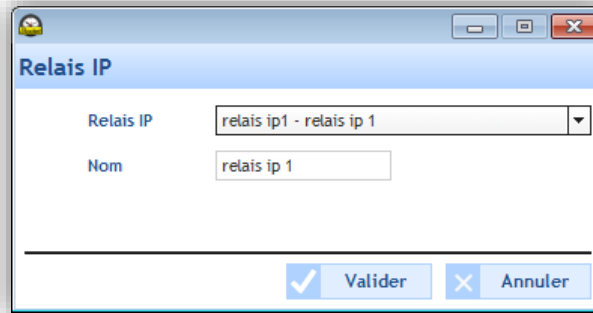 Relais IP
Relais IP relais ip1 - relais ip 1
Nom relais ip 1
Valider Annuler